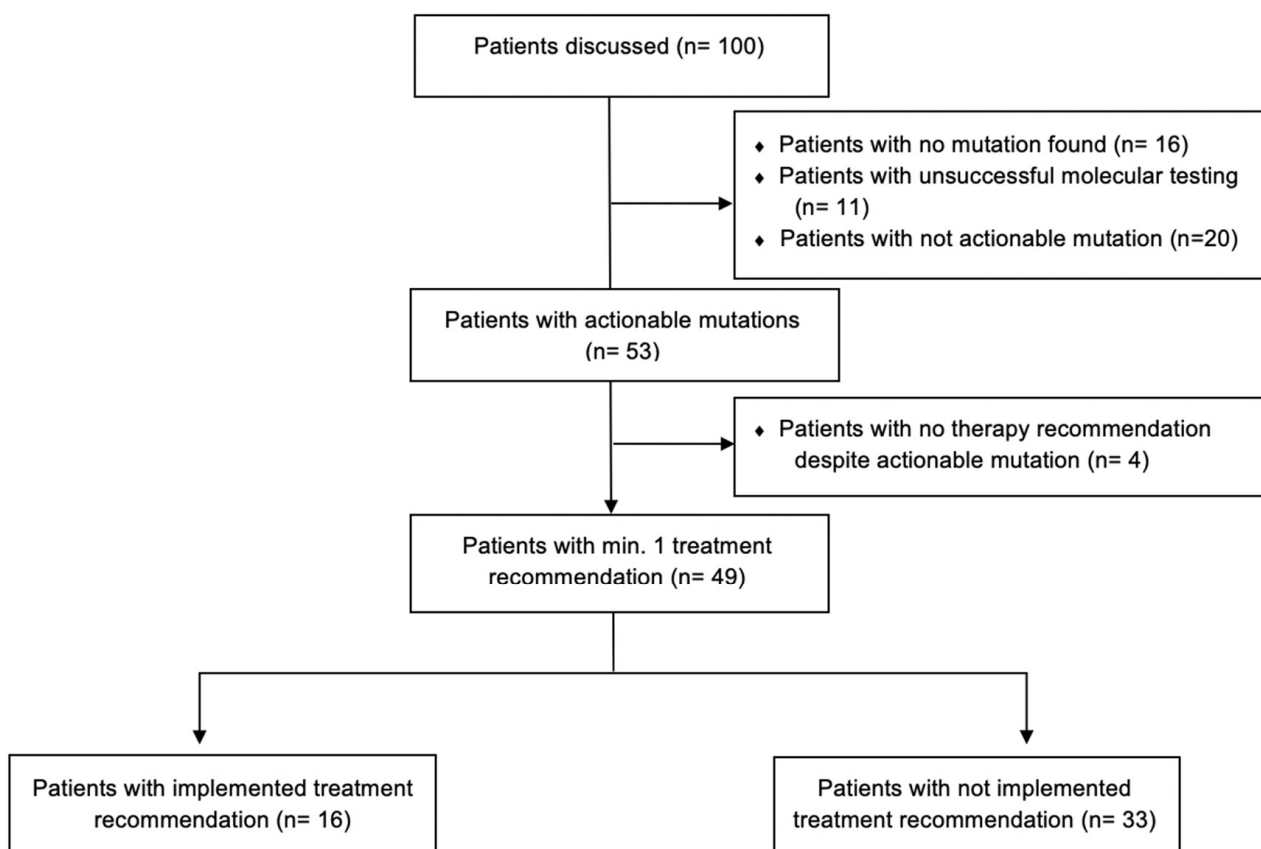 Patients discussed (n= 100)
♦ Patients with no mutation found (n= 16)
♦ Patients with unsuccessful molecular testing
(n= 11)
♦ Patients with not actionable mutation (n=20)
Patients with actionable mutations
(n= 53)
♦ Patients with no therapy recommendation
despite actionable mutation (n= 4)
Patients with min. 1 treatment
recommendation (n= 49)
Patients with implemented treatment
recommendation (n= 16)
Patients with not implemented
treatment recommendation (n= 33)